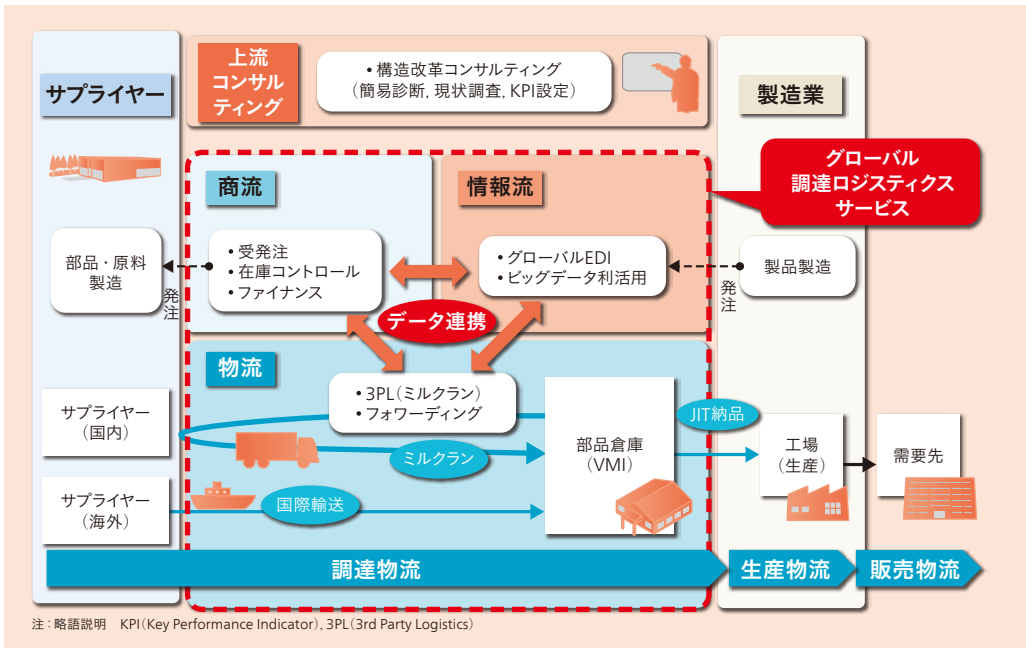 サプライヤー
上流
コンサル
ティング
・構造改革コンサルティング
（簡易診断, 現状調査, KPI設定）
製造業
グローバル
調達ロジスティクス
サービス
商流
情報流
部品・原料
製造
発注
・受発注
・在庫コントロール
・ファイナンス
・グローバルEDI
・ビッグデータ利活用
発注
製品製造
データ連携
物流
・3PL（ミルクラン）
・フォワーディング
サプライヤー
（国内）
ミルクラン
部品倉庫
（VMI）
JIT納品
工場
（生産）
需要先
サプライヤー
（海外）
国際輸送
調達物流
生産物流
販売物流
注：略語説明　KPI（Key Performance Indicator）, 3PL（3rd Party Logistics）